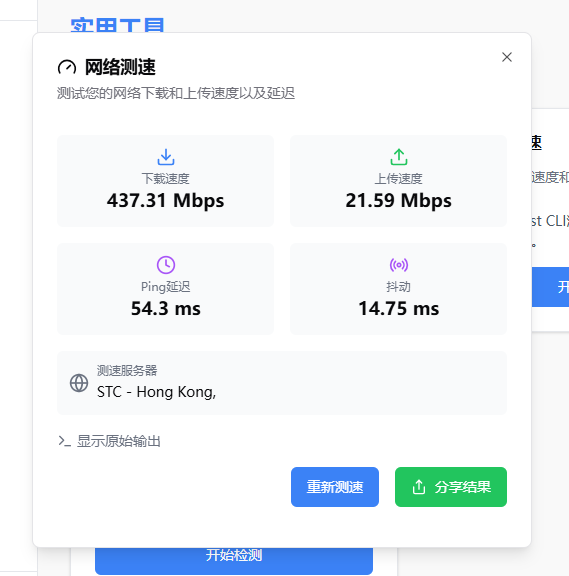 实用工具
网络测速
测试您的网络下载和上传速度以及延迟
下载速度
437.31 Mbps
上传速度
21.59 Mbps
Ping延迟
54.3 ms
抖动
14.75 ms
测速服务器
STC - Hong Kong,
显示原始输出
重新测速
分享结果
速
速度和
st CLI
。
开
开始检测